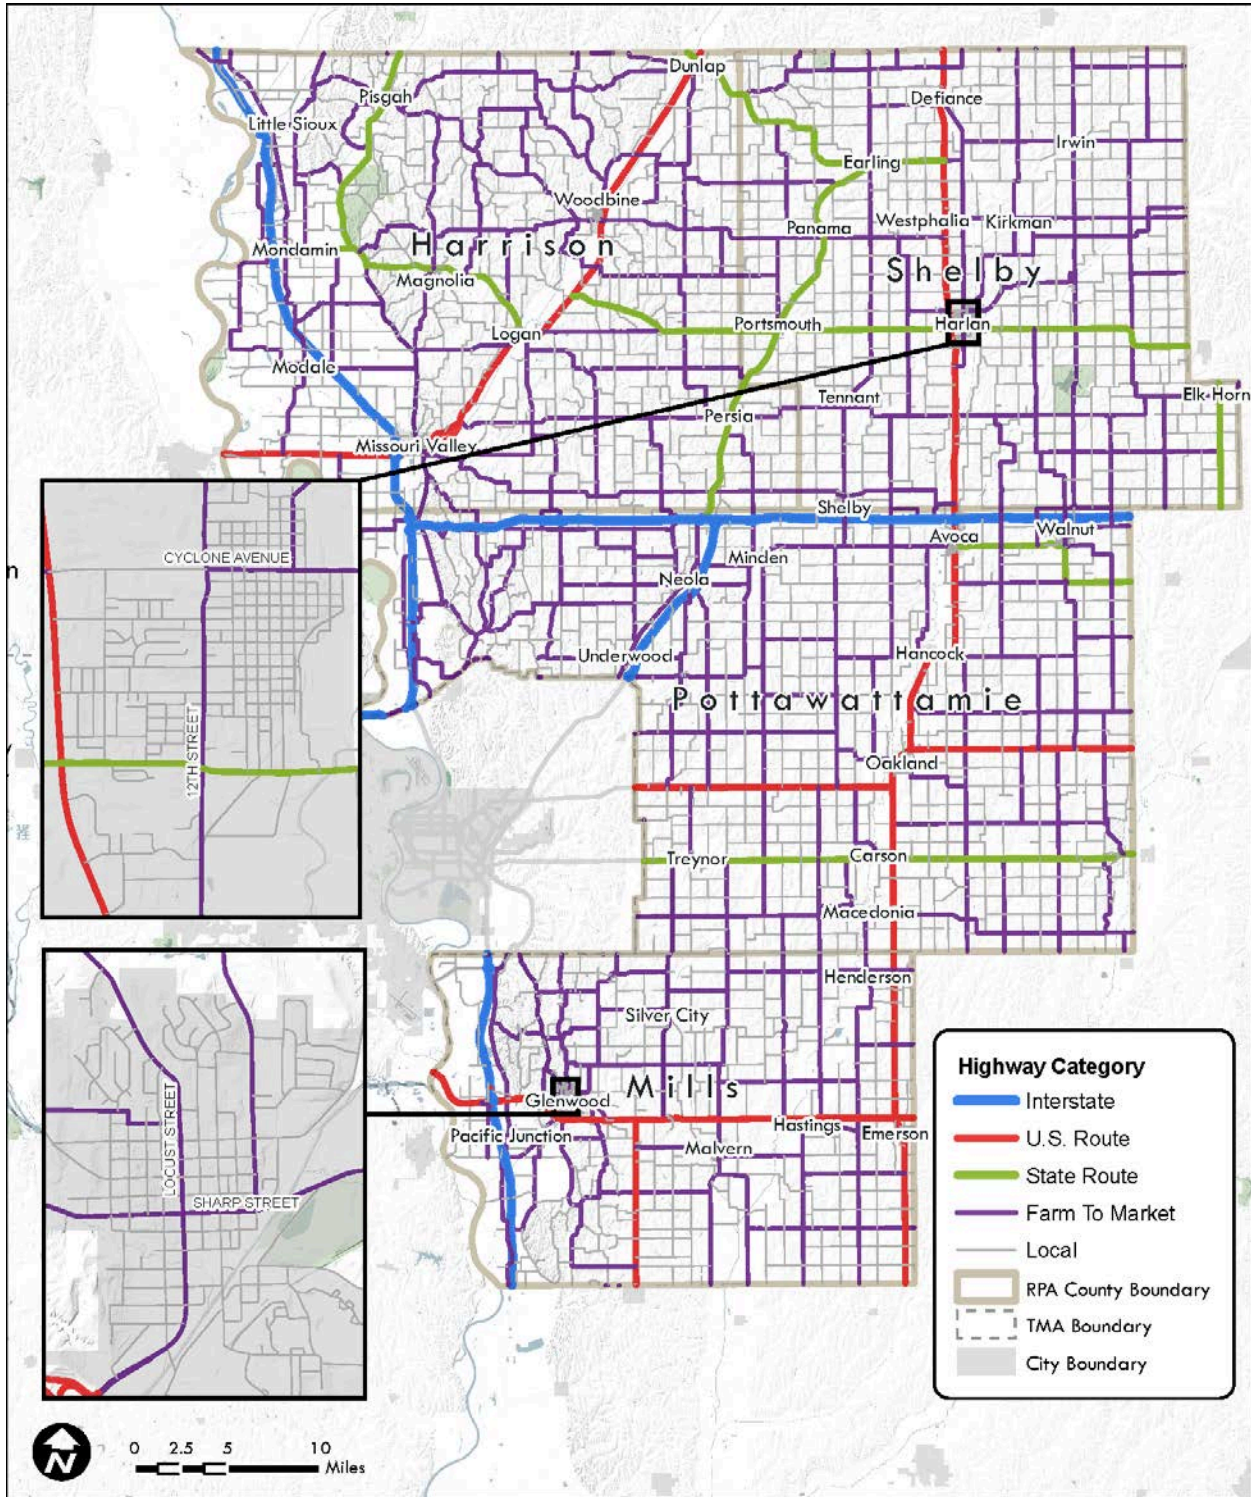 Dunlap
Pisgah
Defiance
Little Sioux
Irwin
Earling
Woodbine
Westphalia
Kirkman
Panama
Harrison
Mondamin
Shelby
Magnolia
Portsmouth
Harlan
Logan
Modale
Tennant
Elk Horn
Persia
Missouri Valley
Shelby
Avoca
Walnut
CYCLONE AVENUE
Minden
n
Neola
Underwood
Hancock
Pottawattamie
12TH STREET
Oakland
Treynor
Carson
Macedonia
Henderson
Silver City
Glenwood
Mills
Pacific Junction
Hastings
Emerson
Malvern
LOCUST STREET
SHARP STREET
Highway Category
Interstate
U.S. Route
State Route
Farm To Market
Local
RPA County Boundary
TMA Boundary
City Boundary
N
0 2.5 5 10
Miles